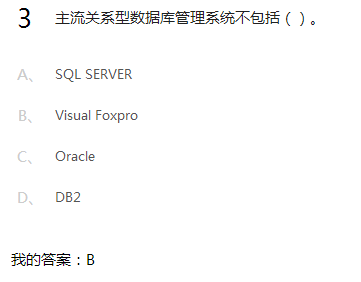 3 主流关系型数据库管理系统不包括 ( ) 。
A、 SQL SERVER
B、 Visual Foxpro
C、 Oracle
D、 DB2
我的答案：B